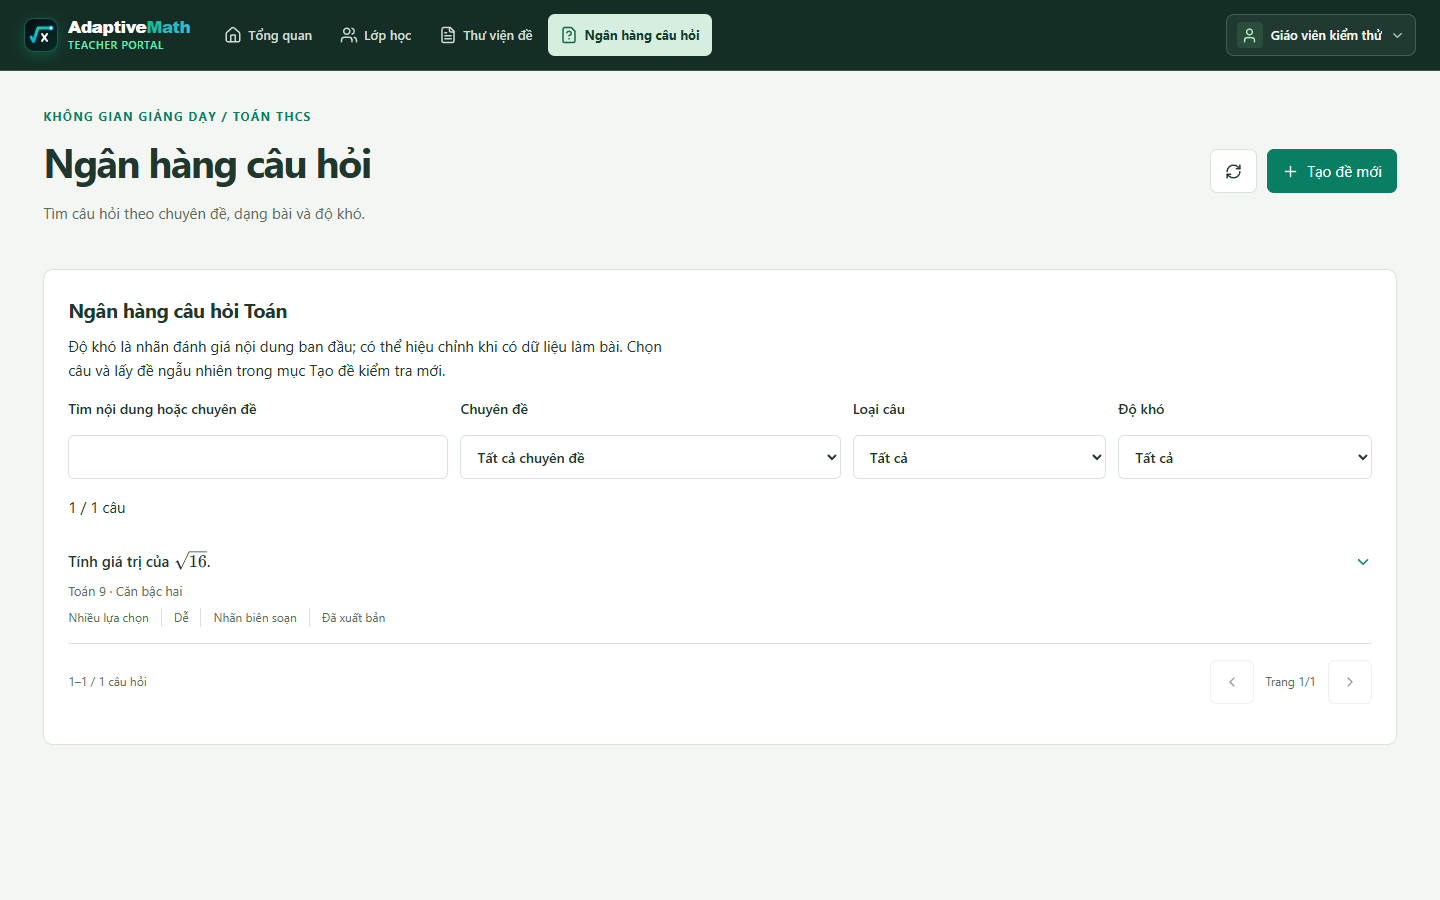 AdaptiveMath
TEACHER PORTAL
Tổng quan
Lớp học
Thư viện đề
Ngân hàng câu hỏi
Giáo viên kiểm thử
KHÔNG GIAN GIẢNG DẠY / TOÁN THCS
Ngân hàng câu hỏi
Tìm câu hỏi theo chuyên đề, dạng bài và độ khó.
Tạo đề mới
Ngân hàng câu hỏi Toán
Độ khó là nhãn đánh giá nội dung ban đầu; có thể hiệu chỉnh khi có dữ liệu làm bài. Chọn
câu và lấy đề ngẫu nhiên trong mục Tạo đề kiểm tra mới.
Tìm nội dung hoặc chuyên đề
Chuyên đề
Loại câu
Độ khó
Tất cả chuyên đề
Tất cả
Tất cả
1 / 1 câu
Tính giá trị của √16.
Toán 9 · Căn bậc hai
Nhiều lựa chọn
Dễ
Nhãn biên soạn
Đã xuất bản
1–1 / 1 câu hỏi
Trang 1/1